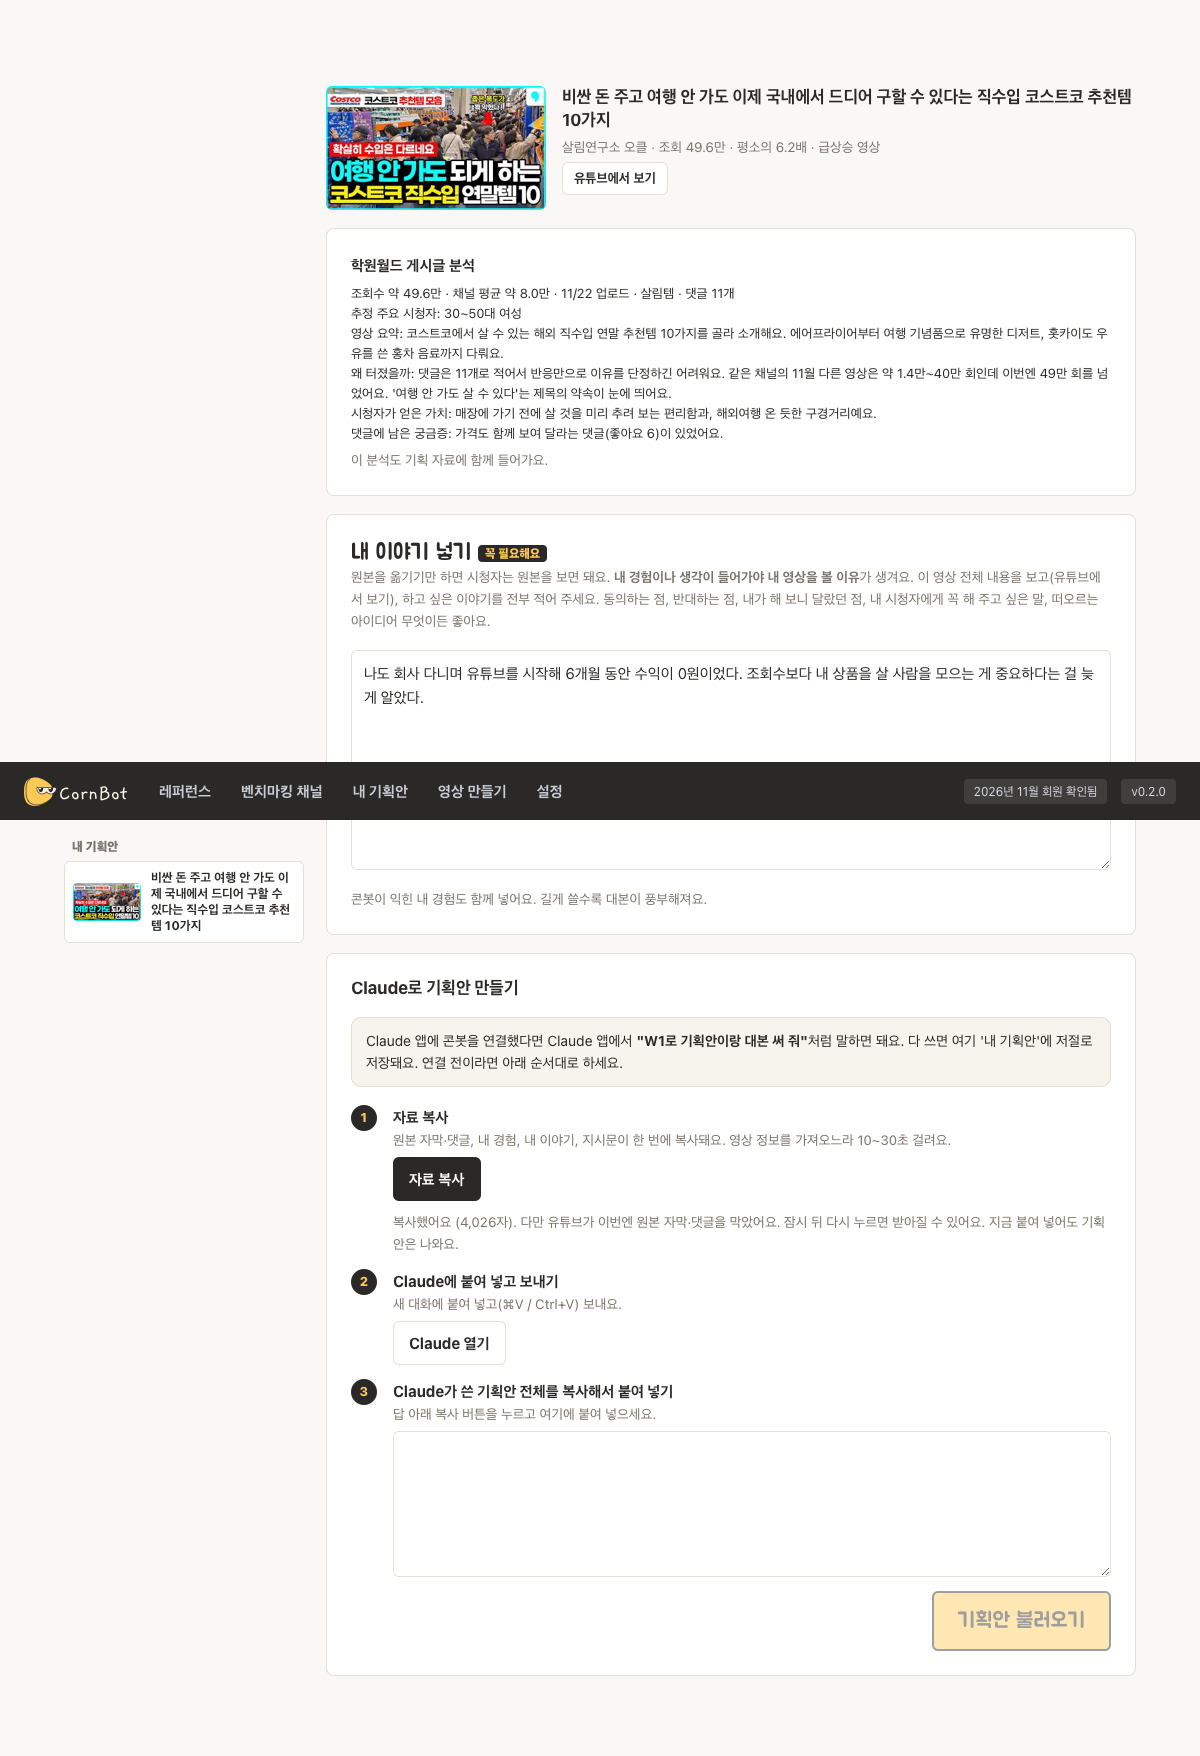 COSTCO 코스트코 추천템 모음
확실히 수입은 다르네요
여행 안 가도 되게 하는
코스트코 직수입 연말템 10
비싼 돈 주고 여행 안 가도 이제 국내에서 드디어 구할 수 있다는 직수입 코스트코 추천템
10가지
살림연구소 오클 · 조회 49.6만 · 평소의 6.2배 · 급상승 영상
유튜브에서 보기
학원월드 게시글 분석
조회수 약 49.6만 · 채널 평균 약 8.0만 · 11/22 업로드 · 살림템 · 댓글 11개
추정 주요 시청자: 30~50대 여성
영상 요약: 코스트코에서 살 수 있는 해외 직수입 연말 추천템 10가지를 골라 소개해요. 에어프라이어부터 여행 기념품으로 유명한 디저트, 홋카이도 우
유를 쓴 홍차 음료까지 다뤄요.
왜 터졌을까: 댓글은 11개로 적어서 반응만으로 이유를 단정하긴 어려워요. 같은 채널의 11월 다른 영상은 약 1.4만~40만 회인데 이번엔 49만 회를 넘
었어요. '여행 안 가도 살 수 있다'는 제목의 약속이 눈에 띄어요.
시청자가 얻은 가치: 매장에 가기 전에 살 것을 미리 추려 보는 편리함과, 해외여행 온 듯한 구경거리예요.
댓글에 남은 궁금증: 가격도 함께 보여 달라는 댓글(좋아요 6)이 있었어요.
이 분석도 기획 자료에 함께 들어가요.
내 이야기 넣기 꼭 필요해요
원본을 옮기기만 하면 시청자는 원본을 보면 돼요. 내 경험이나 생각이 들어가야 내 영상을 볼 이유가 생겨요. 이 영상 전체 내용을 보고(유튜브에
서 보기), 하고 싶은 이야기를 전부 적어 주세요. 동의하는 점, 반대하는 점, 내가 해 보니 달랐던 점, 내 시청자에게 꼭 해 주고 싶은 말, 떠오르는
아이디어 무엇이든 좋아요.
나도 회사 다니며 유튜브를 시작해 6개월 동안 수익이 0원이었다. 조회수보다 내 상품을 살 사람을 모으는 게 중요하다는 걸 늦
게 알았다.
CornBot 레퍼런스 벤치마킹 채널 내 기획안 영상 만들기 설정 2026년 11월 회원 확인됨 v0.2.0
내 기획안
비싼 돈 주고 여행 안 가도 이
제 국내에서 드디어 구할 수
있다는 직수입 코스트코 추천
템 10가지
콘봇이 익힌 내 경험도 함께 넣어요. 길게 쓸수록 대본이 풍부해져요.
Claude로 기획안 만들기
Claude 앱에 콘봇을 연결했다면 Claude 앱에서 "W1로 기획안이랑 대본 써 줘"처럼 말하면 돼요. 다 쓰면 여기 '내 기획안'에 저절로
저장돼요. 연결 전이라면 아래 순서대로 하세요.
1 자료 복사
원본 자막·댓글, 내 경험, 내 이야기, 지시문이 한 번에 복사돼요. 영상 정보를 가져오느라 10~30초 걸려요.
자료 복사
복사했어요 (4,026자). 다만 유튜브가 이번엔 원본 자막·댓글을 막았어요. 잠시 뒤 다시 누르면 받아질 수 있어요. 지금 붙여 넣어도 기획
안은 나와요.
2 Claude에 붙여 넣고 보내기
새 대화에 붙여 넣고(⌘V / Ctrl+V) 보내요.
Claude 열기
3 Claude가 쓴 기획안 전체를 복사해서 붙여 넣기
답 아래 복사 버튼을 누르고 여기에 붙여 넣으세요.
기획안 불러오기